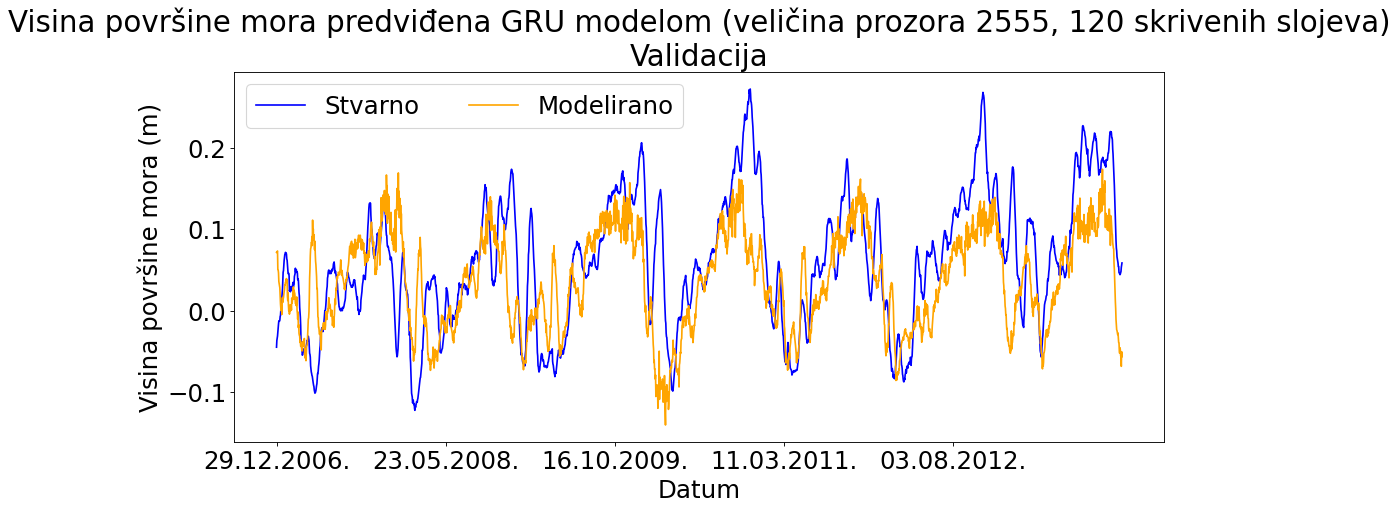 Visina površine mora predviđena GRU modelom (veličina prozora 2555, 120 skrivenih slojeva)
Validacija
Stvarno
Modelirano
Visina površine mora (m)
0.2
0.1
0.0
−0.1
29.12.2006.
23.05.2008.
16.10.2009.
11.03.2011.
03.08.2012.
Datum